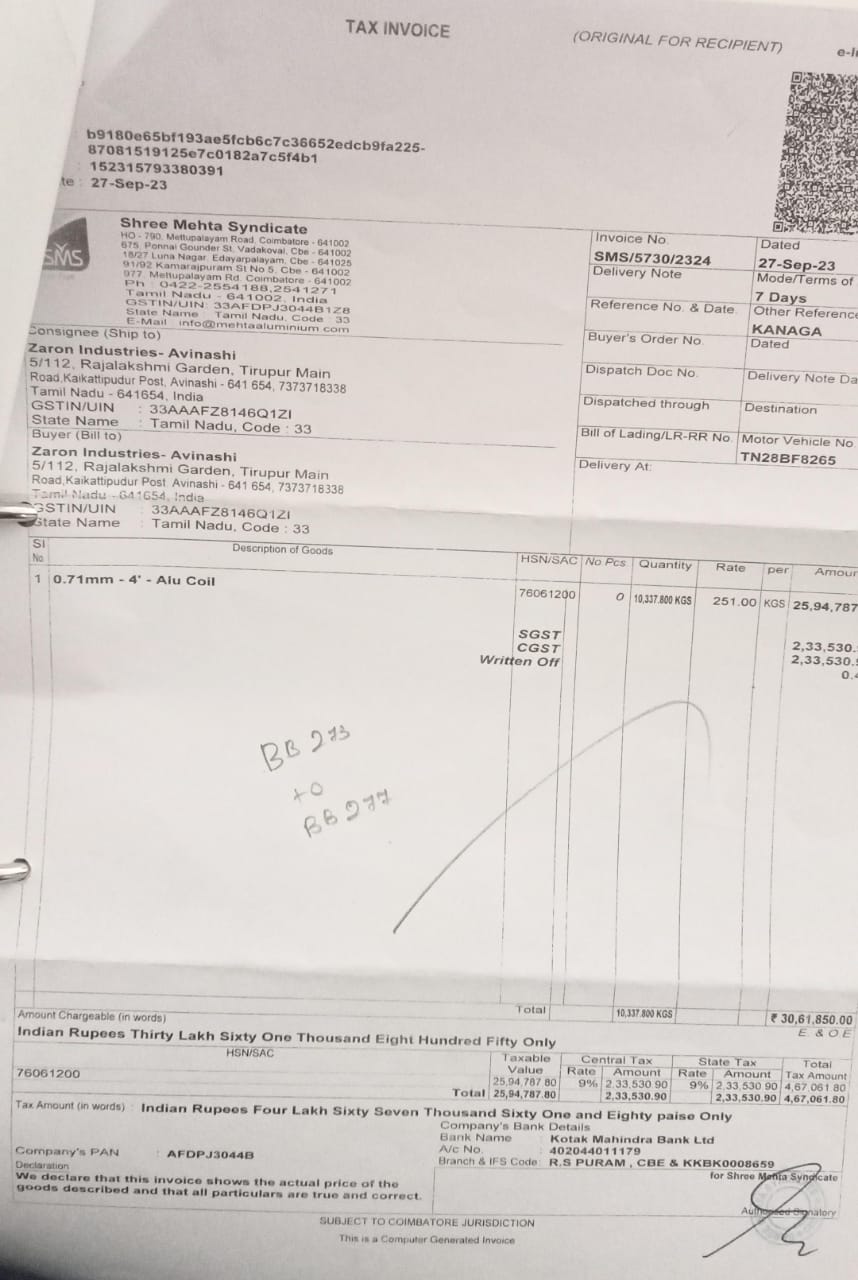 TAX INVOICE
(ORIGINAL FOR RECIPIENT)
b9180e65bf193ae5fcb6c7c36652edcb9fa225-
87081519125e7c0182a7c5f4b1
: 152315793380391
te : 27-Sep-23
SMS
Shree Mehta Syndicate
HO - 790, Mettupalayam Road, Coimbatore - 641002
675, Ponnai Gounder St, Vadakovai, Cbe - 641002
18/27 Luna Nagar, Edayarpalayam, Cbe - 641025
91/92 Kamarajpuram St No 5, Cbe - 641002
977, Mettupalayam Rd, Coimbatore - 641002
Ph : 0422-2554188,2541271
Tamil Nadu - 641002, India
GSTIN/UIN: 33AFDPJ3044B1Z8
State Name : Tamil Nadu, Code : 33
E-Mail : info@mehtaaluminium.com
Invoice No.
SMS/5730/2324
Dated
27-Sep-23
Delivery Note
Mode/Terms of
7 Days
Reference No. & Date.
Other Reference
KANAGA
Buyer's Order No.
Dated
Dispatch Doc No.
Delivery Note Da
Dispatched through
Destination
Bill of Lading/LR-RR No.
Motor Vehicle No
TN28BF8265
Delivery At:
Consignee (Ship to)
Zaron Industries- Avinashi
5/112, Rajalakshmi Garden, Tirupur Main
Road,Kaikattipudur Post, Avinashi - 641 654, 7373718338
Tamil Nadu - 641654, India
GSTIN/UIN : 33AAAFZ8146Q1ZI
State Name : Tamil Nadu, Code : 33
Buyer (Bill to)
Zaron Industries- Avinashi
5/112, Rajalakshmi Garden, Tirupur Main
Road,Kaikattipudur Post, Avinashi - 641 654, 7373718338
Tamil Nadu - 641654, India
GSTIN/UIN : 33AAAFZ8146Q1ZI
State Name : Tamil Nadu, Code : 33
Sl No. Description of Goods HSN/SAC No Pcs Quantity Rate per Amour
1 0.71mm - 4' - Alu Coil 76061200 0 10,337.800 KGS 251.00 KGS 25,94,787
SGST 2,33,530.
CGST 2,33,530.9
Written Off 0.4
BB 273
to
BB 277
Total 10,337.800 KGS ₹ 30,61,850.00
Amount Chargeable (in words) E. & O.E
Indian Rupees Thirty Lakh Sixty One Thousand Eight Hundred Fifty Only
HSN/SAC Taxable Value Central Tax State Tax Total
Rate Amount Rate Amount Tax Amount
76061200 25,94,787.80 9% 2,33,530.90 9% 2,33,530.90 4,67,061.80
Total 25,94,787.80 2,33,530.90 2,33,530.90 4,67,061.80
Tax Amount (in words) : Indian Rupees Four Lakh Sixty Seven Thousand Sixty One and Eighty paise Only
Company's Bank Details
Bank Name : Kotak Mahindra Bank Ltd
A/c No. : 402044011179
Branch & IFS Code : R.S PURAM , CBE & KKBK0008659
Company's PAN : AFDPJ3044B
Declaration
We declare that this invoice shows the actual price of the
goods described and that all particulars are true and correct.
for Shree Mehta Syndicate
Authorised Signatory
SUBJECT TO COIMBATORE JURISDICTION
This is a Computer Generated Invoice